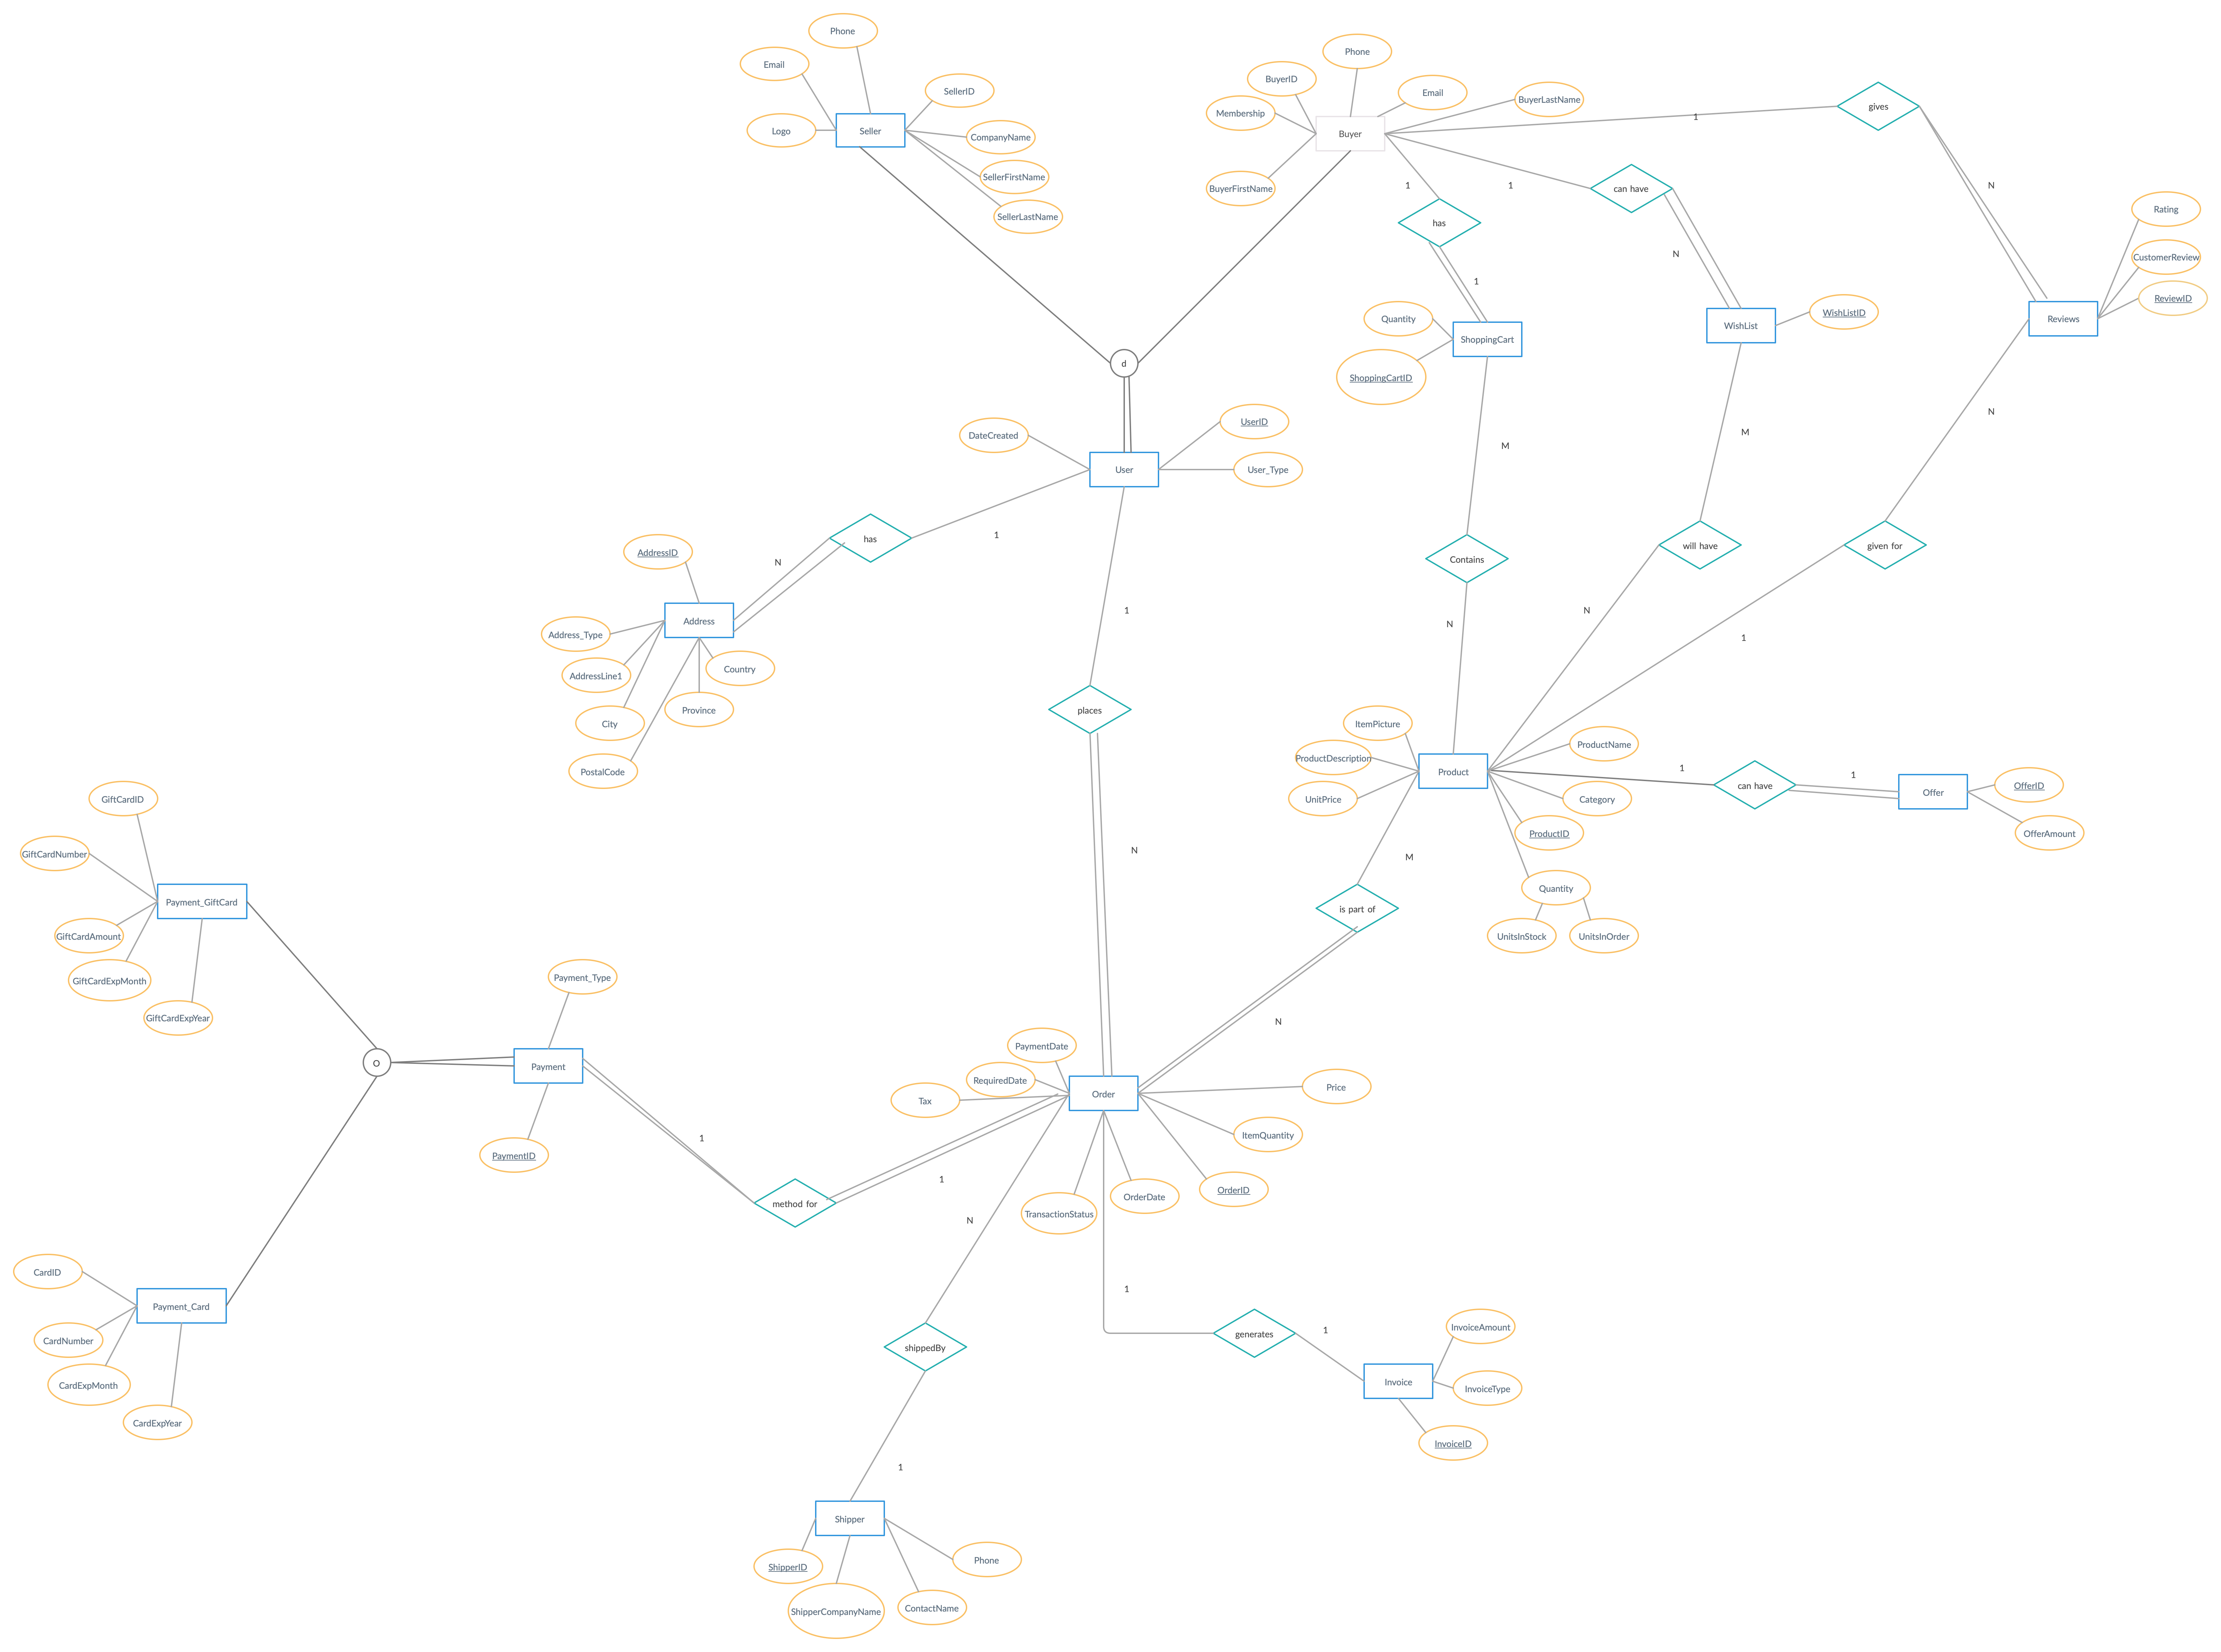 Phone
Email
SellerID
Logo
Seller
CompanyName
SellerFirstName
SellerLastName
Phone
BuyerID
Email
BuyerLastName
Membership
Buyer
BuyerFirstName
1
gives
1
1
can have
has
N
N
1
Rating
CustomerReview
ReviewID
Reviews
Quantity
ShoppingCart
ShoppingCartID
WishList
WishListID
d
DateCreated
UserID
User
User_Type
M
M
N
has
1
N
AddressID
Address
Address_Type
AddressLine1
Country
City
Province
PostalCode
1
places
N
Contains
will have
given for
N
N
1
ItemPicture
ProductDescription
UnitPrice
Product
ProductName
Category
ProductID
Quantity
UnitsInStock
UnitsInOrder
1
can have
1
Offer
OfferID
OfferAmount
M
is part of
N
GiftCardID
GiftCardNumber
Payment_GiftCard
GiftCardAmount
GiftCardExpMonth
GiftCardExpYear
O
Payment_Type
Payment
PaymentID
1
method for
1
PaymentDate
RequiredDate
Tax
Order
Price
ItemQuantity
OrderID
OrderDate
TransactionStatus
N
1
CardID
Payment_Card
CardNumber
CardExpMonth
CardExpYear
shippedBy
generates
1
InvoiceAmount
Invoice
InvoiceType
InvoiceID
1
Shipper
ShipperID
Phone
ShipperCompanyName
ContactName